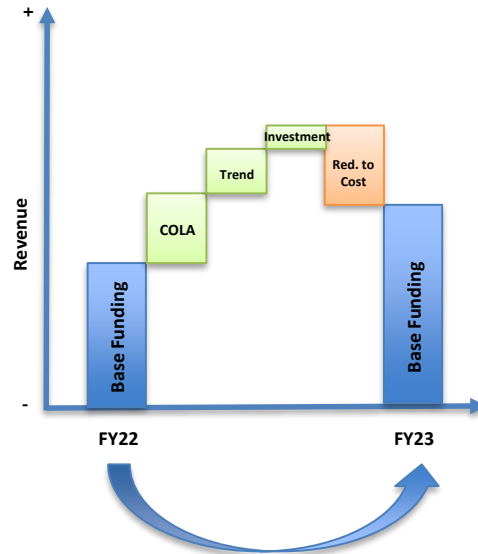 +
Investment
Trend
Red. to
Cost
COLA
Revenue
Base Funding
Base Funding
-
FY22
FY23